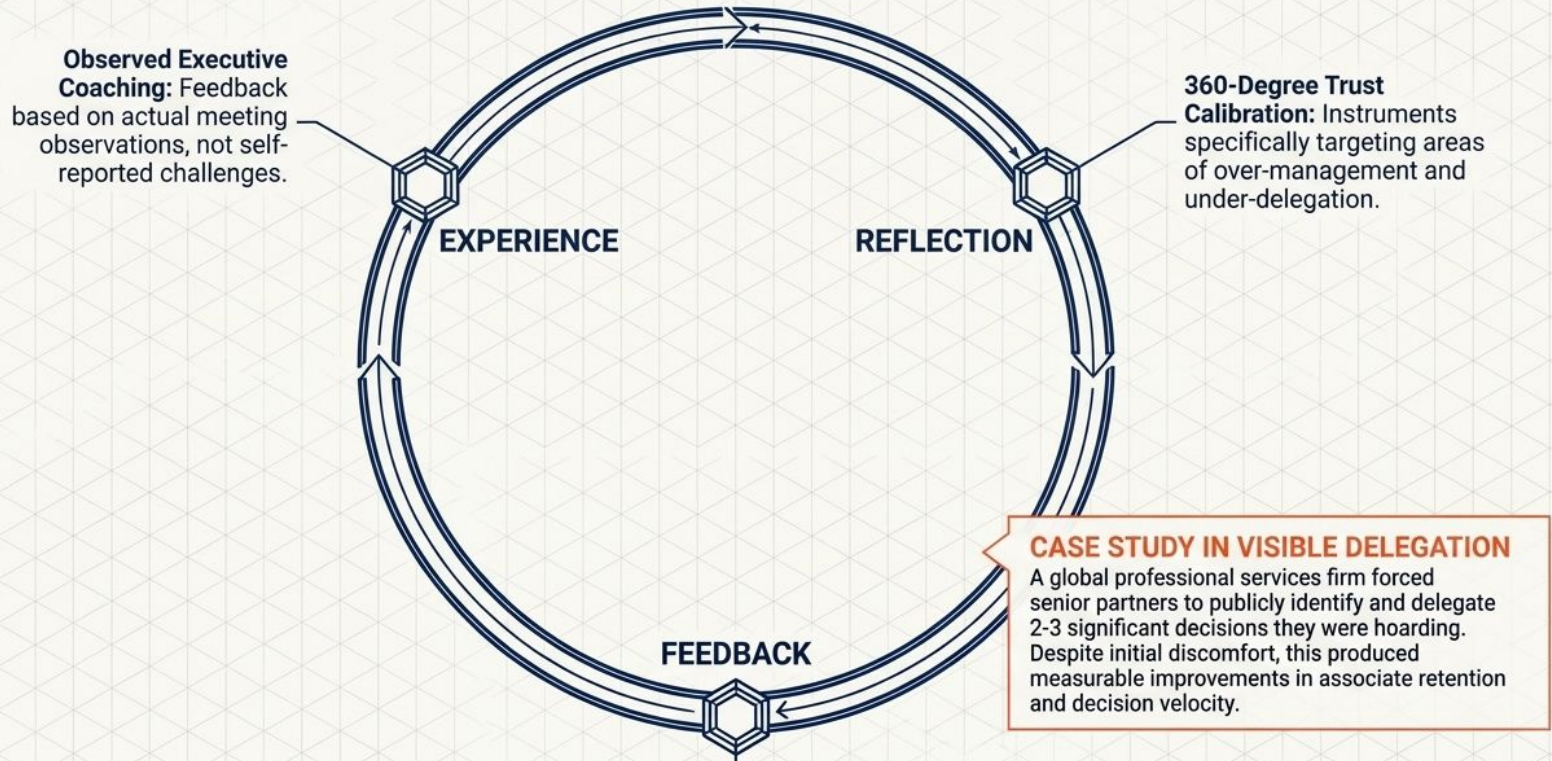 Observed Executive
Coaching: Feedback
based on actual meeting
observations, not self-
reported challenges.
360-Degree Trust
Calibration: Instruments
specifically targeting areas
of over-management and
under-delegation.
EXPERIENCE
REFLECTION
FEEDBACK
CASE STUDY IN VISIBLE DELEGATION
A global professional services firm forced
senior partners to publicly identify and delegate
2-3 significant decisions they were hoarding.
Despite initial discomfort, this produced
measurable improvements in associate retention
and decision velocity.